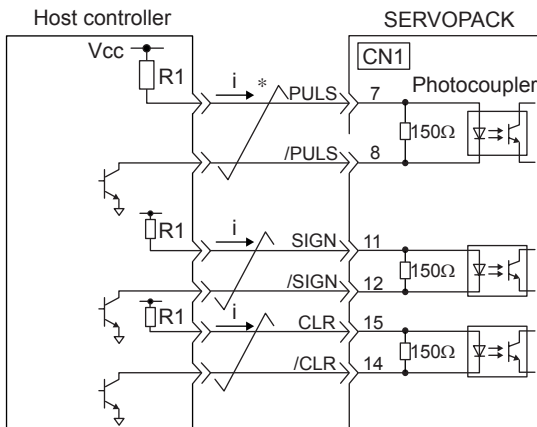 Host controller
SERVOPACK
Vcc
CN1
R1
i
*
PULS
7
Photocoupler
150Ω
/PULS
8
R1
i
SIGN
11
150Ω
/SIGN
12
R1
i
CLR
15
150Ω
/CLR
14